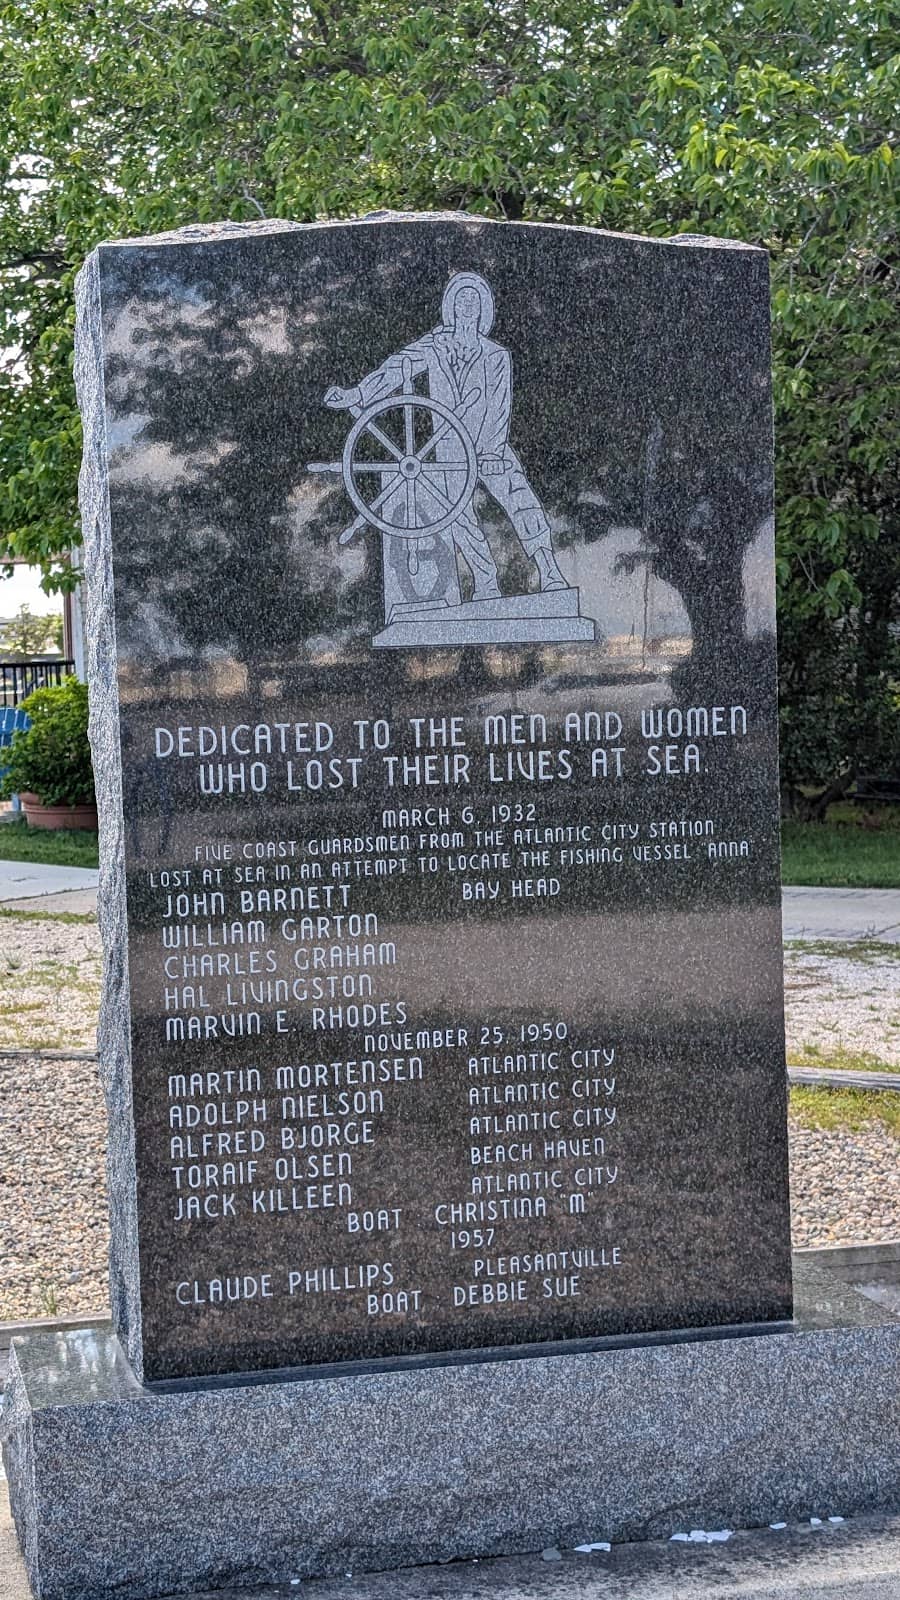 DEDICATED TO THE MEN AND WOMEN
WHO LOST THEIR LIVES AT SEA.
MARCH 6, 1932
FIVE COAST GUARDSMEN FROM THE ATLANTIC CITY STATION
LOST AT SEA IN AN ATTEMPT TO LOCATE THE FISHING VESSEL "ANNA"
JOHN BARNETT BAY HEAD
WILLIAM GARTON
CHARLES GRAHAM
HAL LIVINGSTON
MARVIN E. RHODES
NOVEMBER 25, 1950
MARTIN MORTENSEN ATLANTIC CITY
ADOLPH NIELSON ATLANTIC CITY
ALFRED BJORGE ATLANTIC CITY
TORAIF OLSEN BEACH HAVEN
JACK KILLEEN ATLANTIC CITY
BOAT CHRISTINA "M"
1957
CLAUDE PHILLIPS PLEASANTVILLE
BOAT DEBBIE SUE